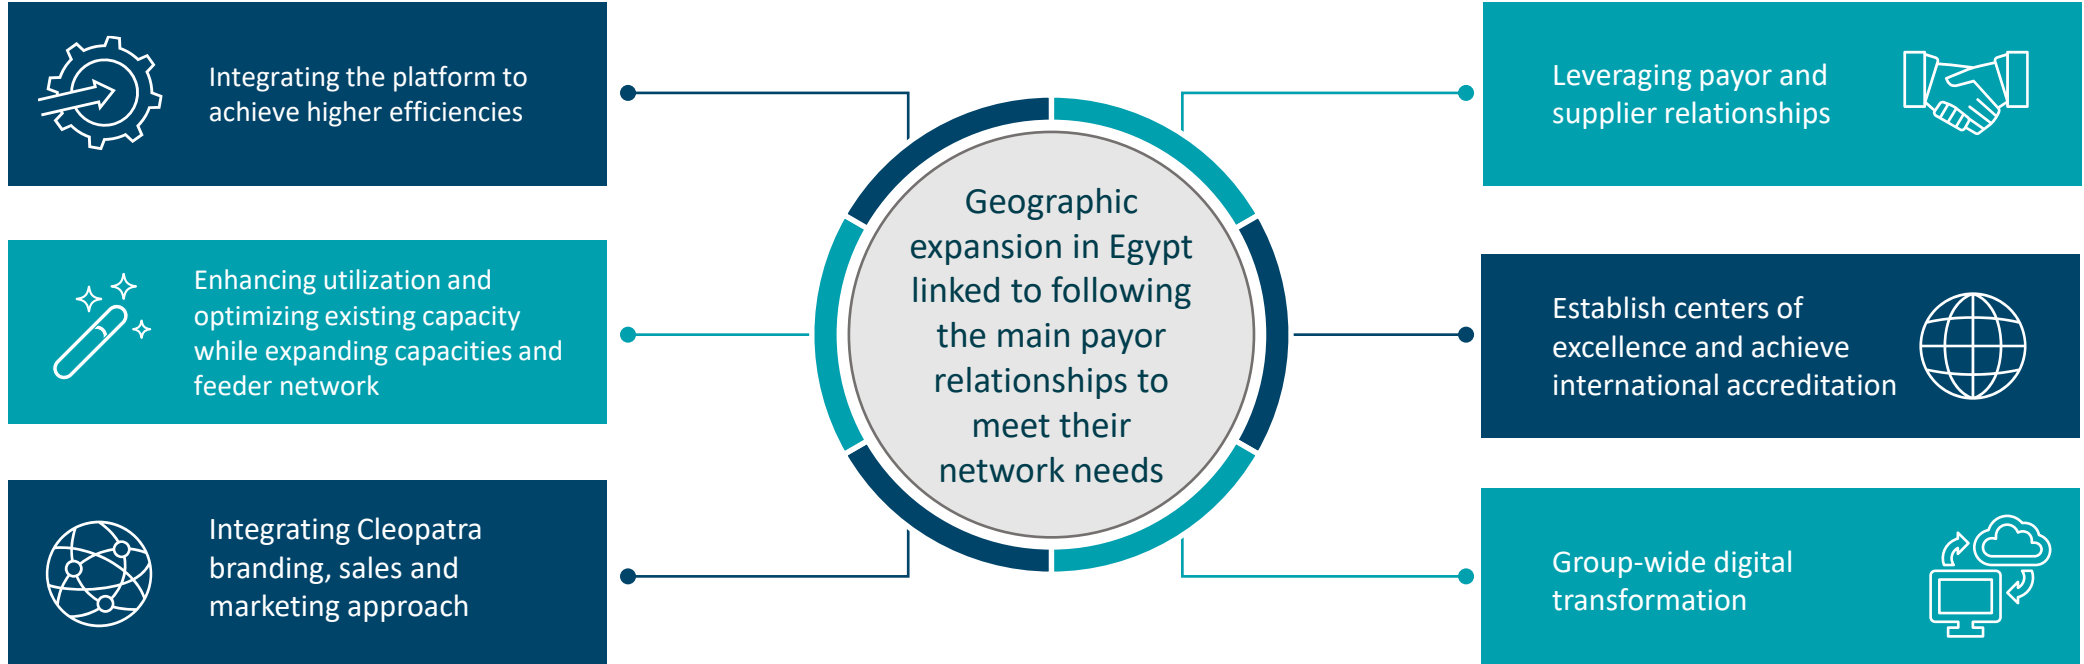 Integrating the platform to
achieve higher efficiencies
Enhancing utilization and
optimizing existing capacity
while expanding capacities and
feeder network
Integrating Cleopatra
branding, sales and
marketing approach
Geographic
expansion in Egypt
linked to following
the main payor
relationships to
meet their
network needs
Leveraging payor and
supplier relationships
Establish centers of
excellence and achieve
international accreditation
Group-wide digital
transformation